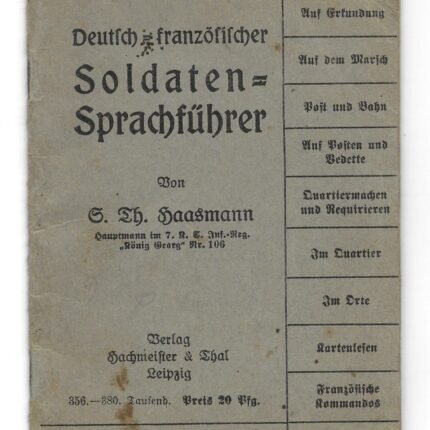 Deutsch-französischer
Soldaten-
Sprachführer
Von
S. Th. Haasmann
Hauptmann im 7. K. S. Inf.-Reg.
„König Georg" Nr. 106
Verlag
Hachmeister & Thal
Leipzig
356.—380. Tausend. Preis 20 Pfg.
Auf Erkundung
Auf dem Marsch
Post und Bahn
Auf Posten und
Vedette
Quartiermachen
und Requirieren
Im Quartier
Im Orte
Kartenlesen
Französische
Kommandos